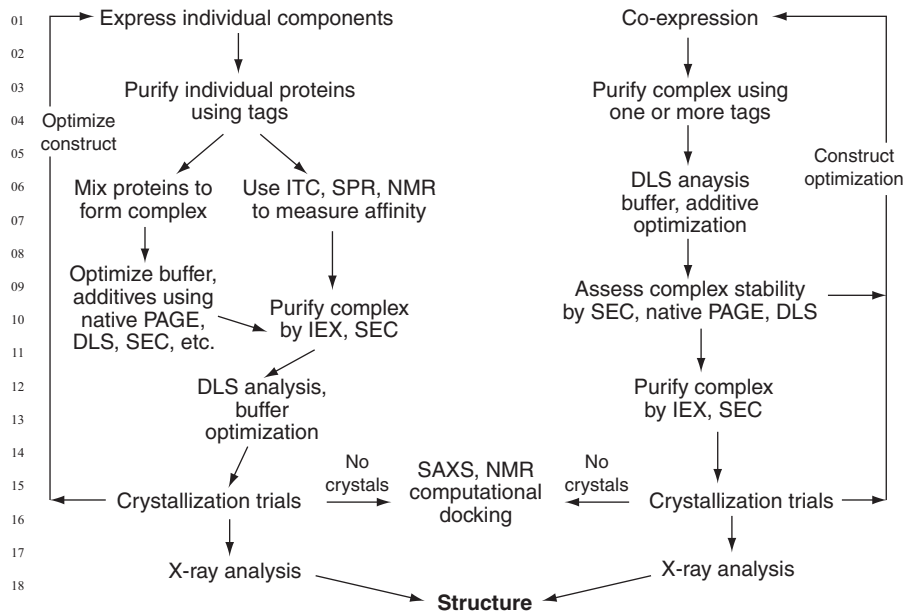 01
02
03
04
05
06
07
08
09
10
11
12
13
14
15
16
17
18
Express individual components
Purify individual proteins
using tags
Optimize
construct
Mix proteins to
form complex
Use ITC, SPR, NMR
to measure affinity
Optimize buffer,
additives using
native PAGE,
DLS, SEC, etc.
Purify complex
by IEX, SEC
DLS analysis,
buffer
optimization
Crystallization trials
No
crystals
SAXS, NMR
computational
docking
X-ray analysis
Co-expression
Purify complex using
one or more tags
DLS anaysis
buffer, additive
optimization
Construct
optimization
Assess complex stability
by SEC, native PAGE, DLS
Purify complex
by IEX, SEC
No
crystals
Crystallization trials
X-ray analysis
Structure